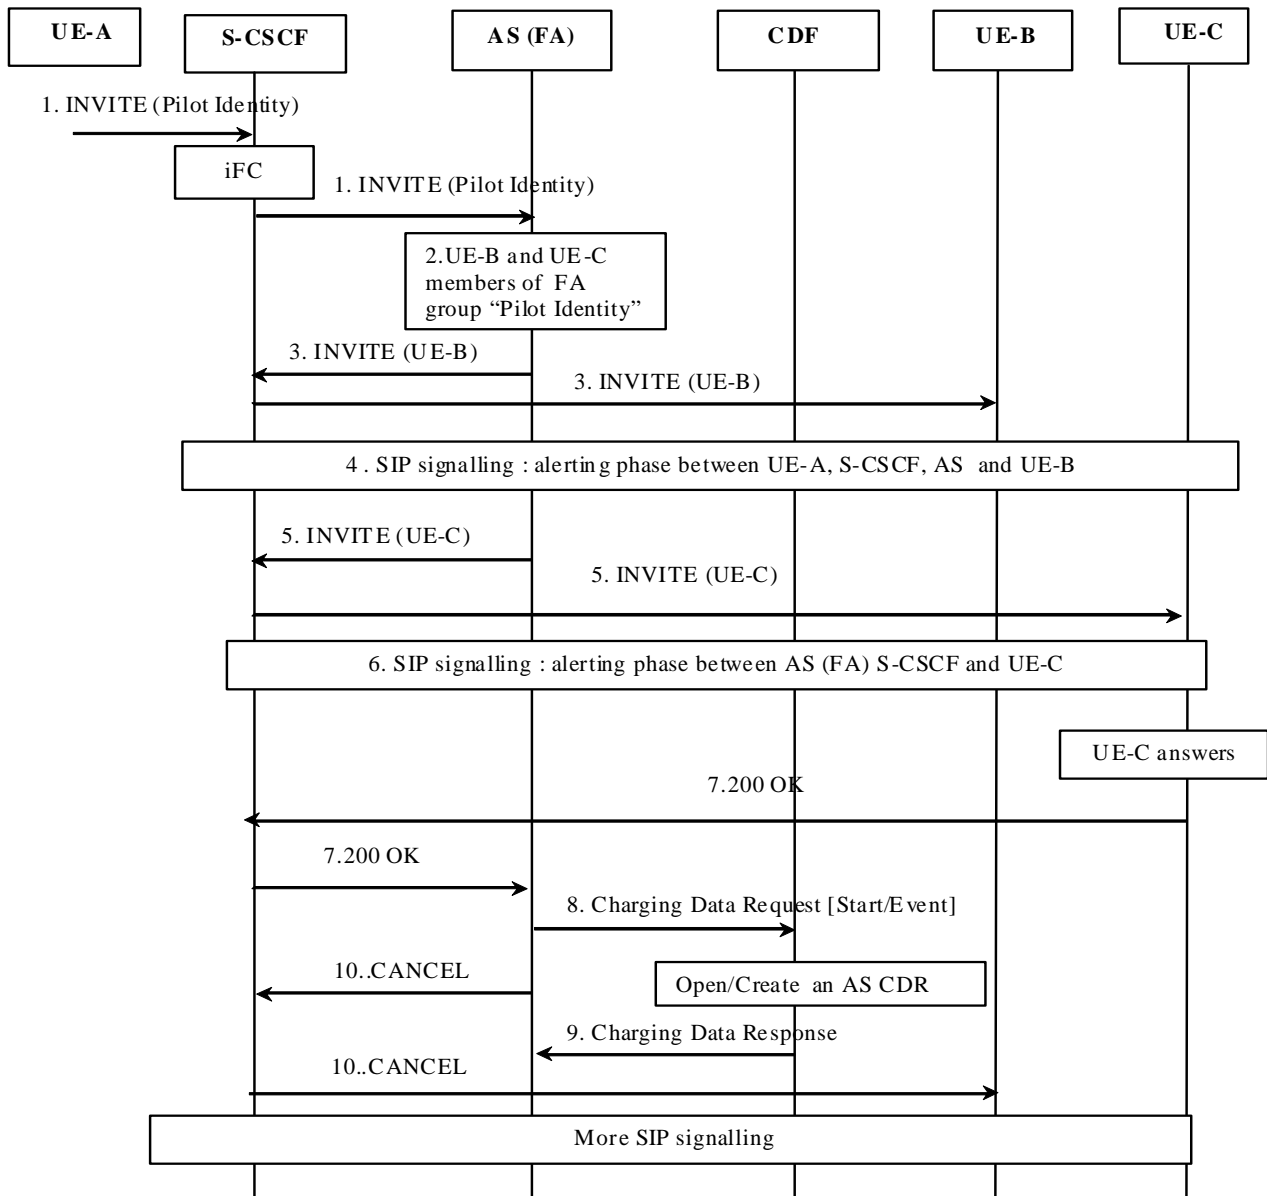 UE-A
S-CSCF
AS (FA)
CDF
UE-B
UE-C
1. INVITE (Pilot Identity)
iFC
1. INVITE (Pilot Identity)
2.UE-B and UE-C
members of FA
group “Pilot Identity”
3. INVITE (UE-B)
3. INVITE (UE-B)
4 . SIP signalling : alerting phase between UE-A, S-CSCF, AS and UE-B
5. INVITE (UE-C)
5. INVITE (UE-C)
6. SIP signalling : alerting phase between AS (FA) S-CSCF and UE-C
UE-C answers
7.200 OK
7.200 OK
8. Charging Data Request [Start/Event]
10..CANCEL
Open/Create an AS CDR
9. Charging Data Response
10..CANCEL
More SIP signalling